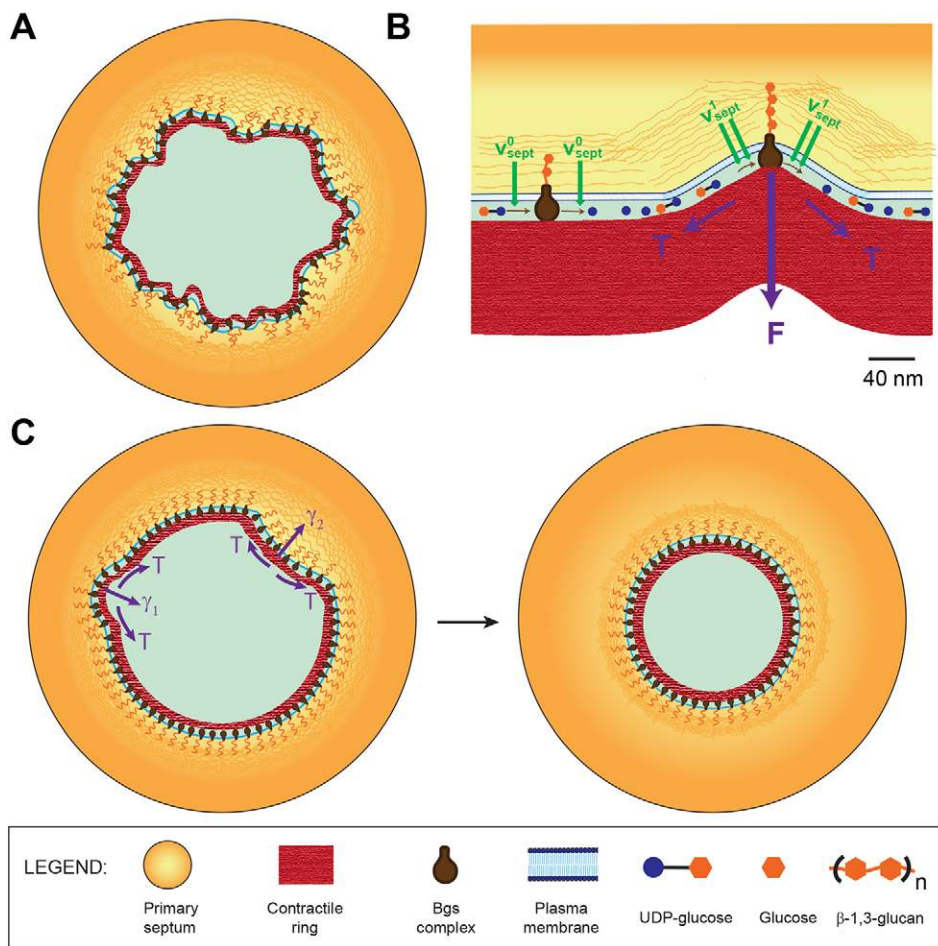 A
B
V⁰sept
V⁰sept
V¹sept
V¹sept
T
T
F
40 nm
C
T
γ₁
T
T
γ₂
T
LEGEND:
Primary
septum
Contractile
ring
Bgs
complex
Plasma
membrane
UDP-glucose
Glucose
( )n
β-1,3-glucan